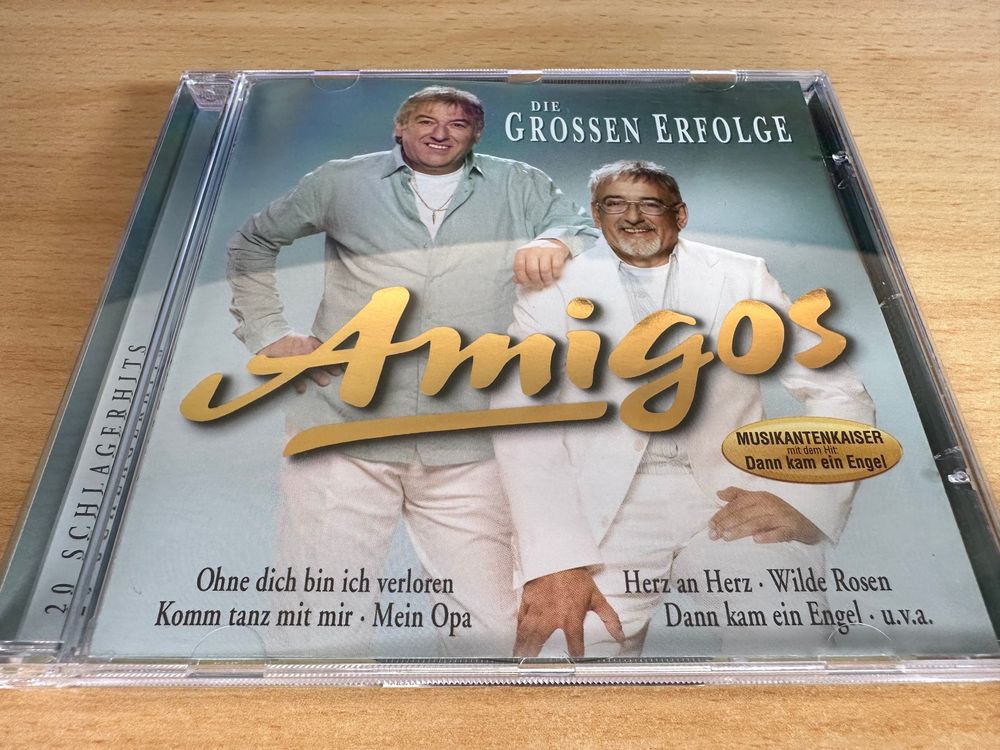 DIE
GROSSEN ERFOLGE
Amigos
MUSIKANTENKAISER
mit dem Hit:
Dann kam ein Engel
Ohne dich bin ich verloren
Komm tanz mit mir · Mein Opa
Herz an Herz · Wilde Rosen
Dann kam ein Engel · u.v.a.
20 SCHLAGERHITS